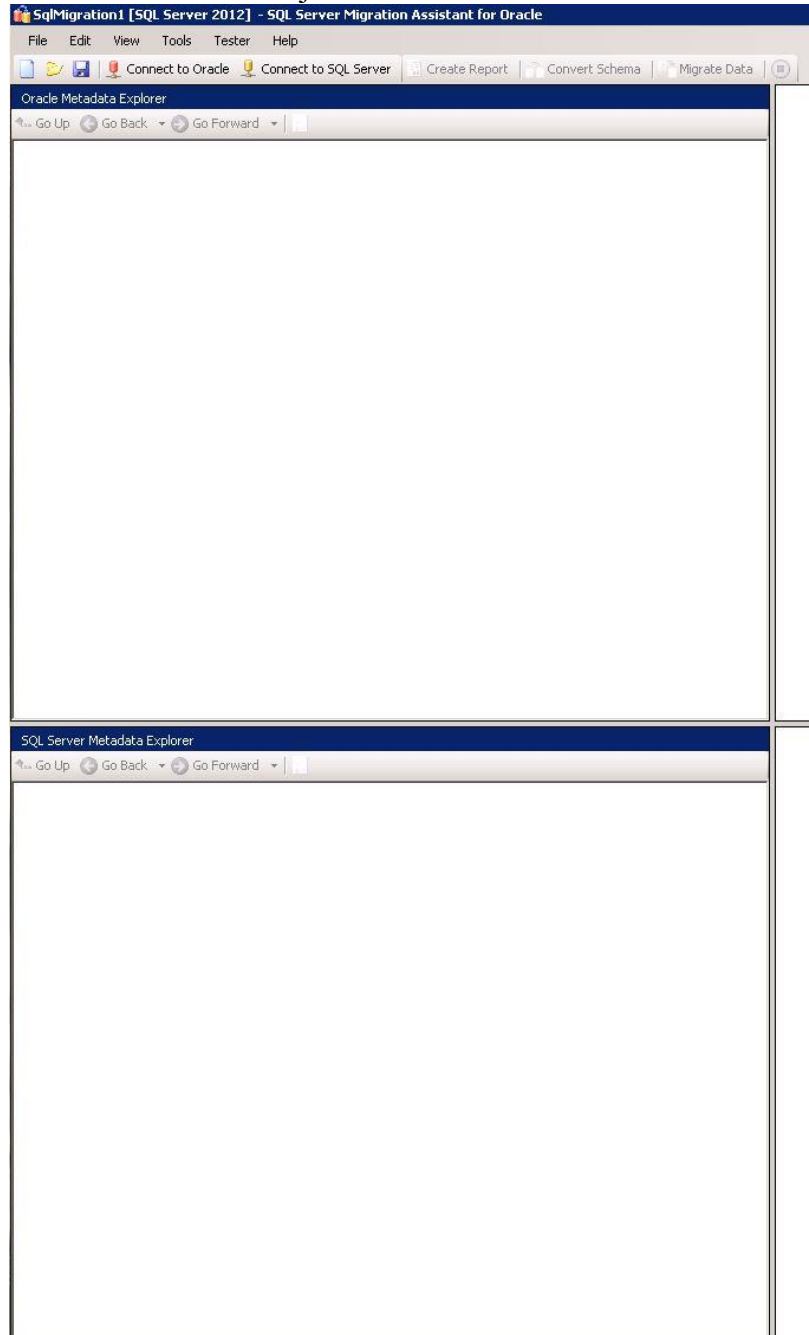 SqlMigration1 [SQL Server 2012] - SQL Server Migration Assistant for Oracle
File Edit View Tools Tester Help
Connect to Oracle Connect to SQL Server Create Report Convert Schema Migrate Data
Oracle Metadata Explorer
Go Up Go Back Go Forward
SQL Server Metadata Explorer
Go Up Go Back Go Forward